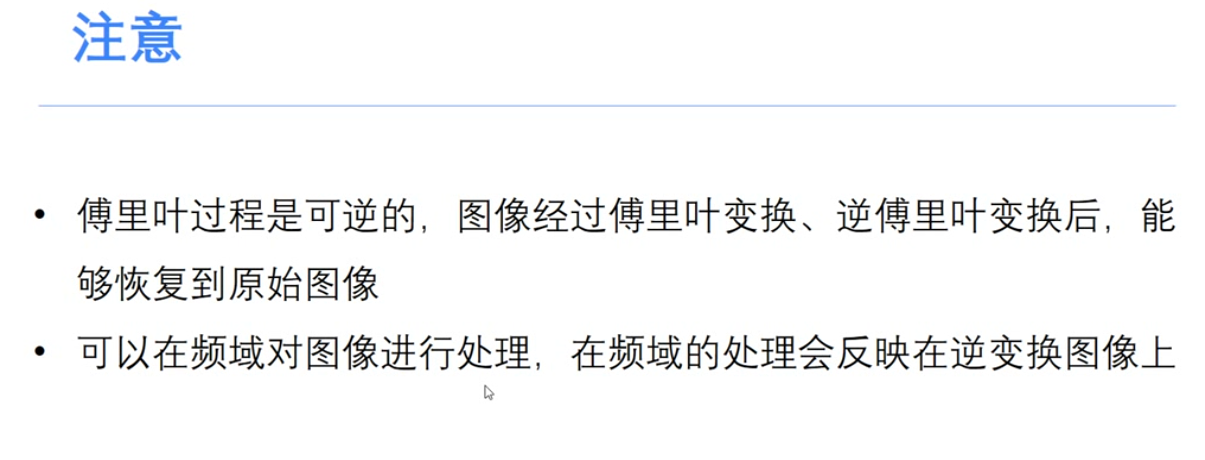 注意
• 傅里叶过程是可逆的，图像经过傅里叶变换、逆傅里叶变换后，能
够恢复到原始图像
• 可以在频域对图像进行处理，在频域的处理会反映在逆变换图像上